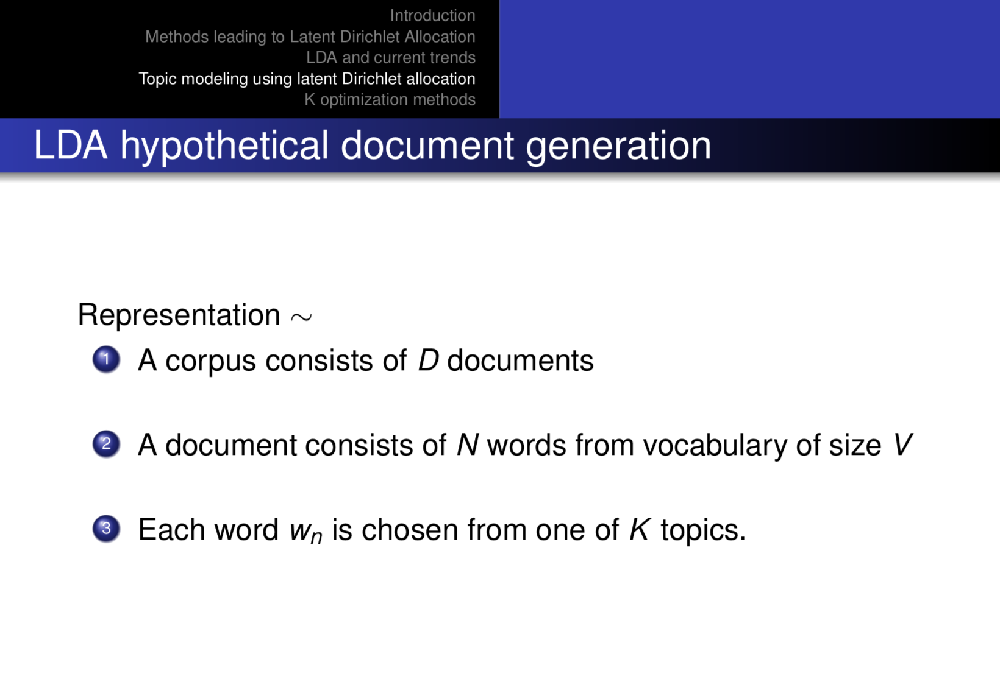 Introduction
Methods leading to Latent Dirichlet Allocation
LDA and current trends
Topic modeling using latent Dirichlet allocation
K optimization methods
LDA hypothetical document generation
Representation ∼
1 A corpus consists of D documents
2 A document consists of N words from vocabulary of size V
3 Each word wₙ is chosen from one of K topics.